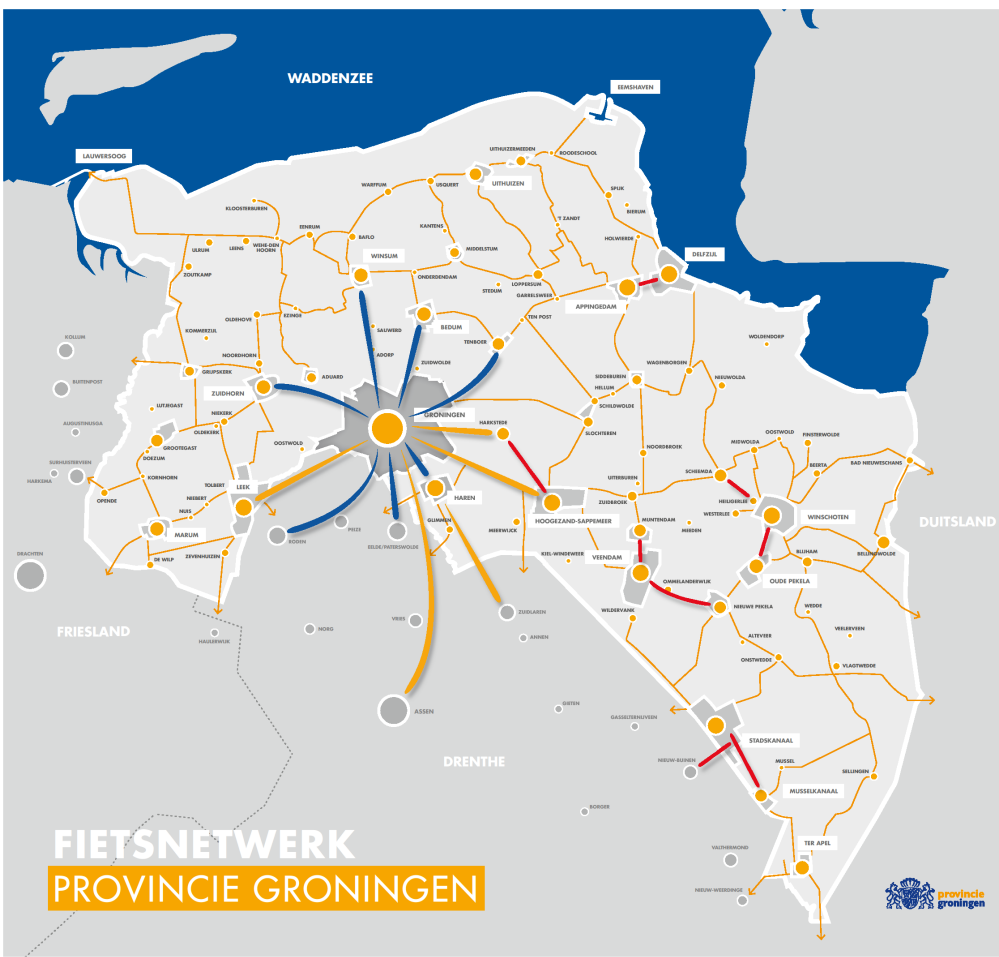 WADDENZEE
EEMSHAVEN
LAUWERSOOG
UITHUIZERMEEDEN
ROODESCHOOL
WARFFUM
USQUERT
UITHUIZEN
SPIJK
BIERUM
KLOOSTERBUREN
'T ZANDT
EENRUM
BAFLO
KANTENS
HOLWIERDE
ULRUM
LEENS
WEHE-DEN
HOORN
MIDDELSTUM
DELFZIJL
WINSUM
ZOUTKAMP
ONDERDENDAM
STEDUM
LOPPERSUM
GARRELSWEER
APPINGEDAM
OLDEHOVE
EZINGE
TEN POST
KOMMERZIJL
SAUWERD
BEDUM
WOLDENDORP
KOLLUM
NOORDHORN
ADORP
TENBOER
ZUIDWOLDE
WAGENBORGEN
GRIJPSKERK
ADUARD
SIDDEBUREN
NIEUWOLDA
BUITENPOST
ZUIDHORN
HELLUM
SCHILDWOLDE
LUTJEGAST
NIEKERK
GRONINGEN
AUGUSTINUSGA
OLDEKERK
HARKSTEDE
SLOCHTEREN
OOSTWOLD
FINSTERWOLDE
GROOTEGAST
OOSTWOLD
MIDWOLDA
DOEZUM
NOORDBROEK
SURHUISTERVEEN
BEERTA
BAD NIEUWESCHANS
HARKEMA
KORNHORN
TOLBERT
LEEK
UITERBUREN
SCHEEMDA
OPENDE
NIEBERT
HAREN
ZUIDBROEK
HEILIGERLEE
NUIS
WESTERLEE
WINSCHOTEN
GLIMMEN
MEERWIJCK
HOOGEZAND-SAPPEMEER
MUNTENDAM
MEEDEN
DUITSLAND
MARUM
PEIZE
RODEN
EELDE/PATERSWOLDE
DRACHTEN
DE WILP
ZEVENHUIZEN
KIEL-WINDEWEER
VEENDAM
BLIJHAM
BELLINGWOLDE
OMMELANDERWIJK
OUDE PEKELA
ZUIDLAREN
WILDERVANK
NIEUWE PEKELA
WEDDE
VRIES
FRIESLAND
NORG
HAULERWIJK
ANNEN
ALTEVEER
VEELERVEEN
ONSTWEDDE
VLAGTWEDDE
ASSEN
GIETEN
GASSELTERNIJVEEN
STADSKANAAL
DRENTHE
NIEUW-BUINEN
MUSSEL
SELLINGEN
MUSSELKANAAL
BORGER
FIETSNETWERK
PROVINCIE GRONINGEN
VALTHERMOND
TER APEL
NIEUW-WEERDINGE
provincie
groningen